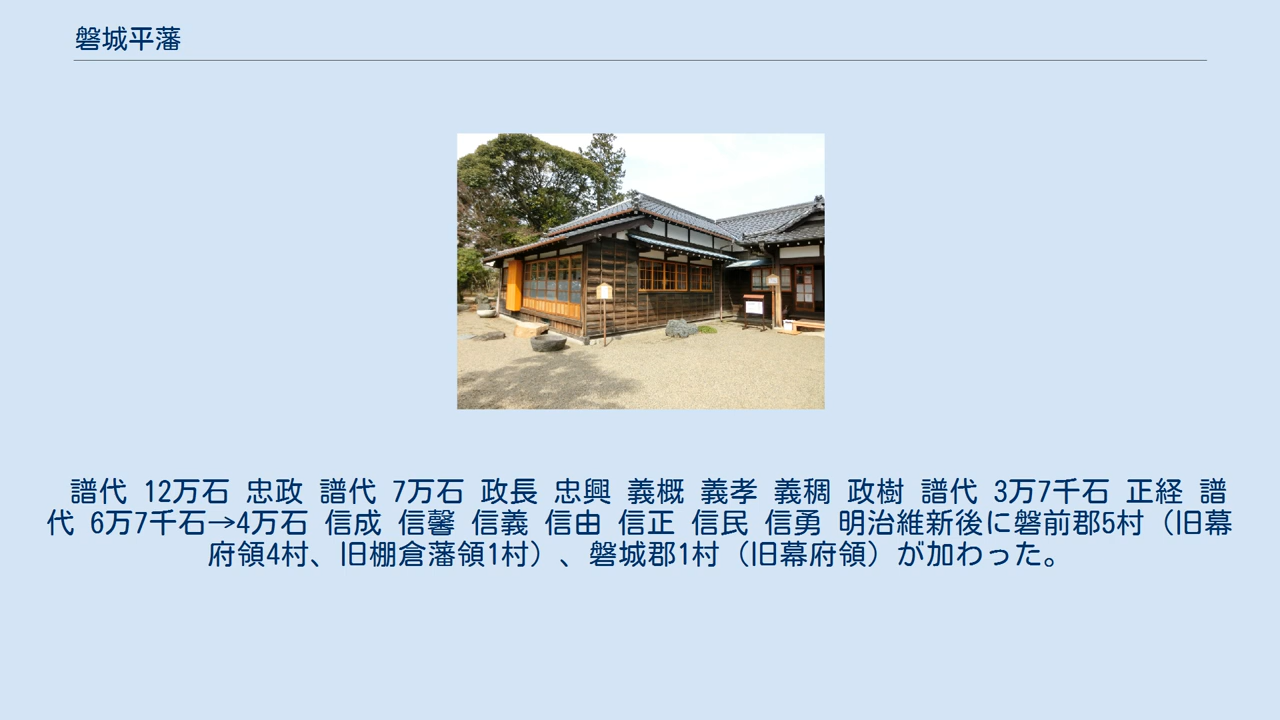 磐城平藩
譜代 12万石 忠政 譜代 7万石 政長 忠興 義概 義孝 義稠 政樹 譜代 3万7千石 正経 譜
代 6万7千石→4万石 信成 信馨 信義 信由 信正 信民 信勇 明治維新後に磐前郡5村（旧幕
府領4村、旧棚倉藩領1村）、磐城郡1村（旧幕府領）が加わった。